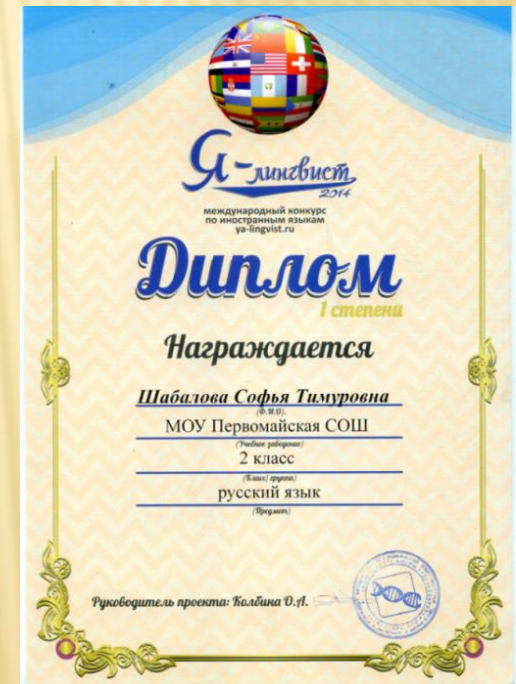 Я-лингвист
2014
международный конкурс
по иностранным языкам
ya-lingvist.ru
Диплом
1 степени
Награждается
Шабалова Софья Тимуровна
(Ф.И.О).
МОУ Первомайская СОШ
(Учебное заведение)
2 класс
(Класс/ группа)
русский язык
(Предмет)
Руководитель проекта: Колбина О.А.